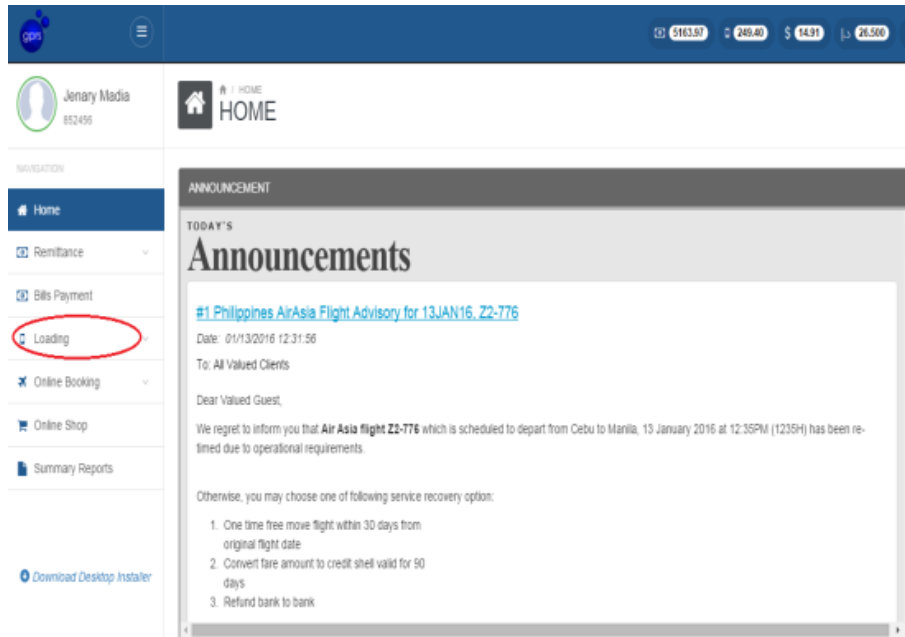 gprs
5163.97
249.40
$ 14.91
د.إ 26.500
Jenary Madia
852456
/ HOME
HOME
NAVIGATION
Home
Remittance
Bills Payment
Loading
Online Booking
Online Shop
Summary Reports
Download Desktop Installer
ANNOUNCEMENT
TODAY'S
Announcements
#1 Philippines AirAsia Flight Advisory for 13JAN16, Z2-776
Date: 01/13/2016 12:31:56
To: All Valued Clients
Dear Valued Guest,
We regret to inform you that Air Asia flight Z2-776 which is scheduled to depart from Cebu to Manila, 13 January 2016 at 12:35PM (1235H) has been re-
timed due to operational requirements.
Otherwise, you may choose one of following service recovery option:
1. One time free move flight within 30 days from
original flight date
2. Convert fare amount to credit shell valid for 90
days
3. Refund bank to bank